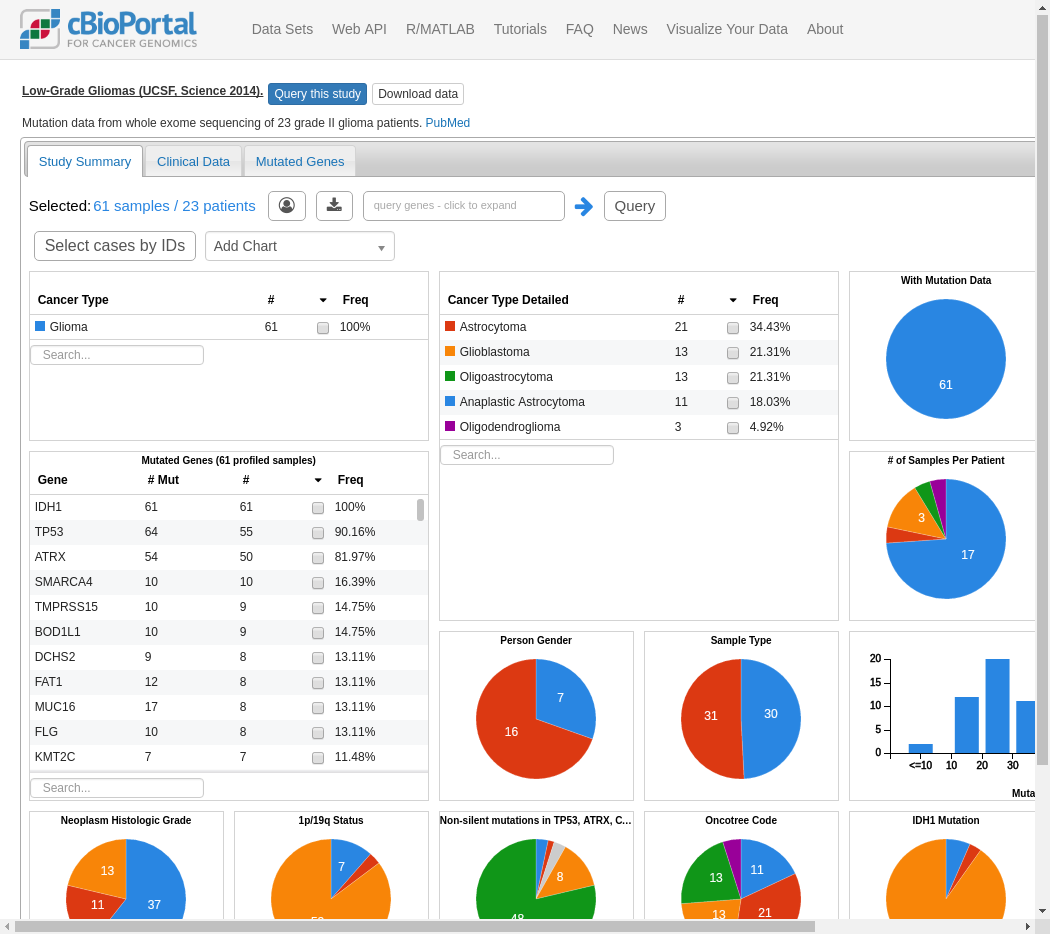 cBioPortal
FOR CANCER GENOMICS
Data Sets Web API R/MATLAB Tutorials FAQ News Visualize Your Data About
Low-Grade Gliomas (UCSF, Science 2014). Query this study Download data
Mutation data from whole exome sequencing of 23 grade II glioma patients. PubMed
Study Summary Clinical Data Mutated Genes
Selected: 61 samples / 23 patients query genes - click to expand Query
Select cases by IDs Add Chart
Cancer Type # Freq
Glioma 61 100%
Search...
Cancer Type Detailed # Freq
Astrocytoma 21 34.43%
Glioblastoma 13 21.31%
Oligoastrocytoma 13 21.31%
Anaplastic Astrocytoma 11 18.03%
Oligodendroglioma 3 4.92%
Search...
With Mutation Data
61
Mutated Genes (61 profiled samples)
Gene # Mut # Freq
IDH1 61 61 100%
TP53 64 55 90.16%
ATRX 54 50 81.97%
SMARCA4 10 10 16.39%
TMPRSS15 10 9 14.75%
BOD1L1 10 9 14.75%
DCHS2 9 8 13.11%
FAT1 12 8 13.11%
MUC16 17 8 13.11%
FLG 10 8 13.11%
KMT2C 7 7 11.48%
Search...
# of Samples Per Patient
3
17
Person Gender
7
16
Sample Type
31 30
20
15
10
5
0
<=10 10 20 30
Muta
Neoplasm Histologic Grade
13
11 37
1p/19q Status
7
Non-silent mutations in TP53, ATRX, C...
8
48
Oncotree Code
11
13
21
13
IDH1 Mutation